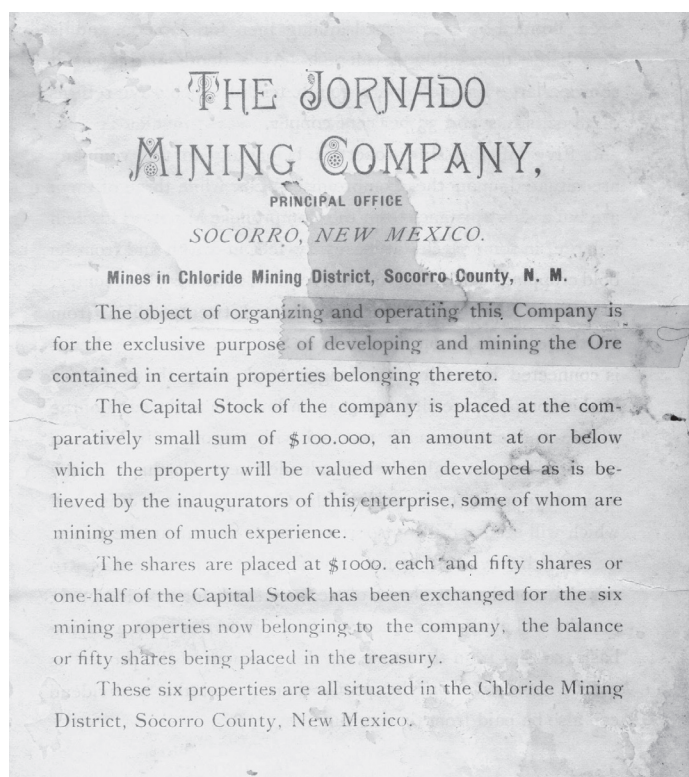 THE JORNADO
MINING COMPANY,
PRINCIPAL OFFICE
SOCORRO, NEW MEXICO.
Mines in Chloride Mining District, Socorro County, N. M.
The object of organizing and operating this Company is
for the exclusive purpose of developing and mining the Ore
contained in certain properties belonging thereto.
The Capital Stock of the company is placed at the com-
paratively small sum of $100.000, an amount at or below
which the property will be valued when developed as is be-
lieved by the inaugurators of this enterprise, some of whom are
mining men of much experience.
The shares are placed at $1000. each and fifty shares or
one-half of the Capital Stock has been exchanged for the six
mining properties now belonging to the company, the balance
or fifty shares being placed in the treasury.
These six properties are all situated in the Chloride Mining
District, Socorro County, New Mexico.